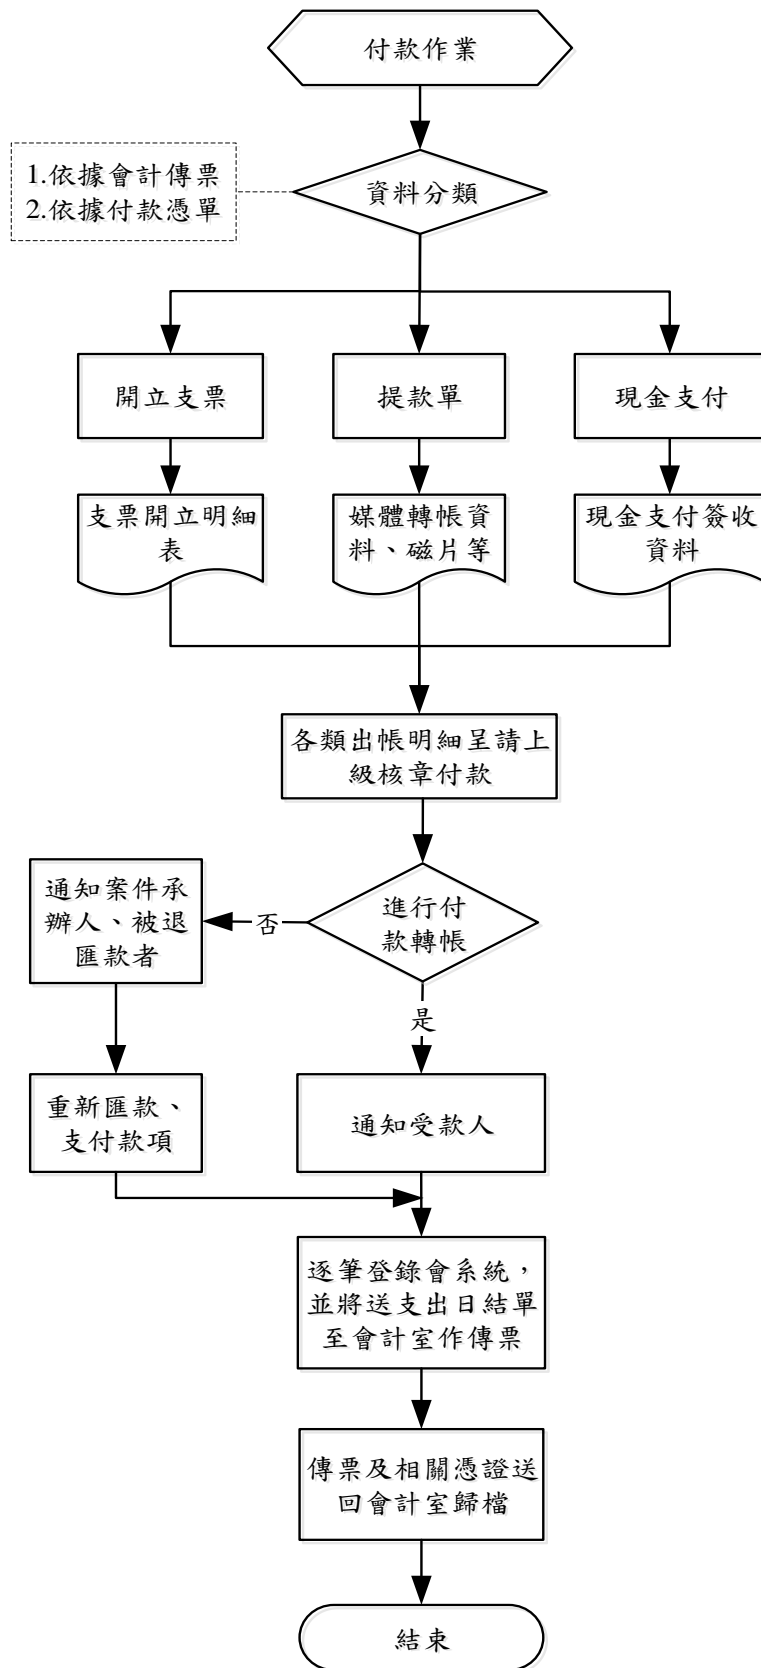 付款作業
1.依據會計傳票
2.依據付款憑單
資料分類
開立支票
提款單
現金支付
支票開立明細
表
媒體轉帳資
料、磁片等
現金支付簽收
資料
各類出帳明細呈請上
級核章付款
通知案件承
辦人、被退
匯款者
否
進行付
款轉帳
是
重新匯款、
支付款項
通知受款人
逐筆登錄會系統，
並將送支出日結單
至會計室作傳票
傳票及相關憑證送
回會計室歸檔
結束